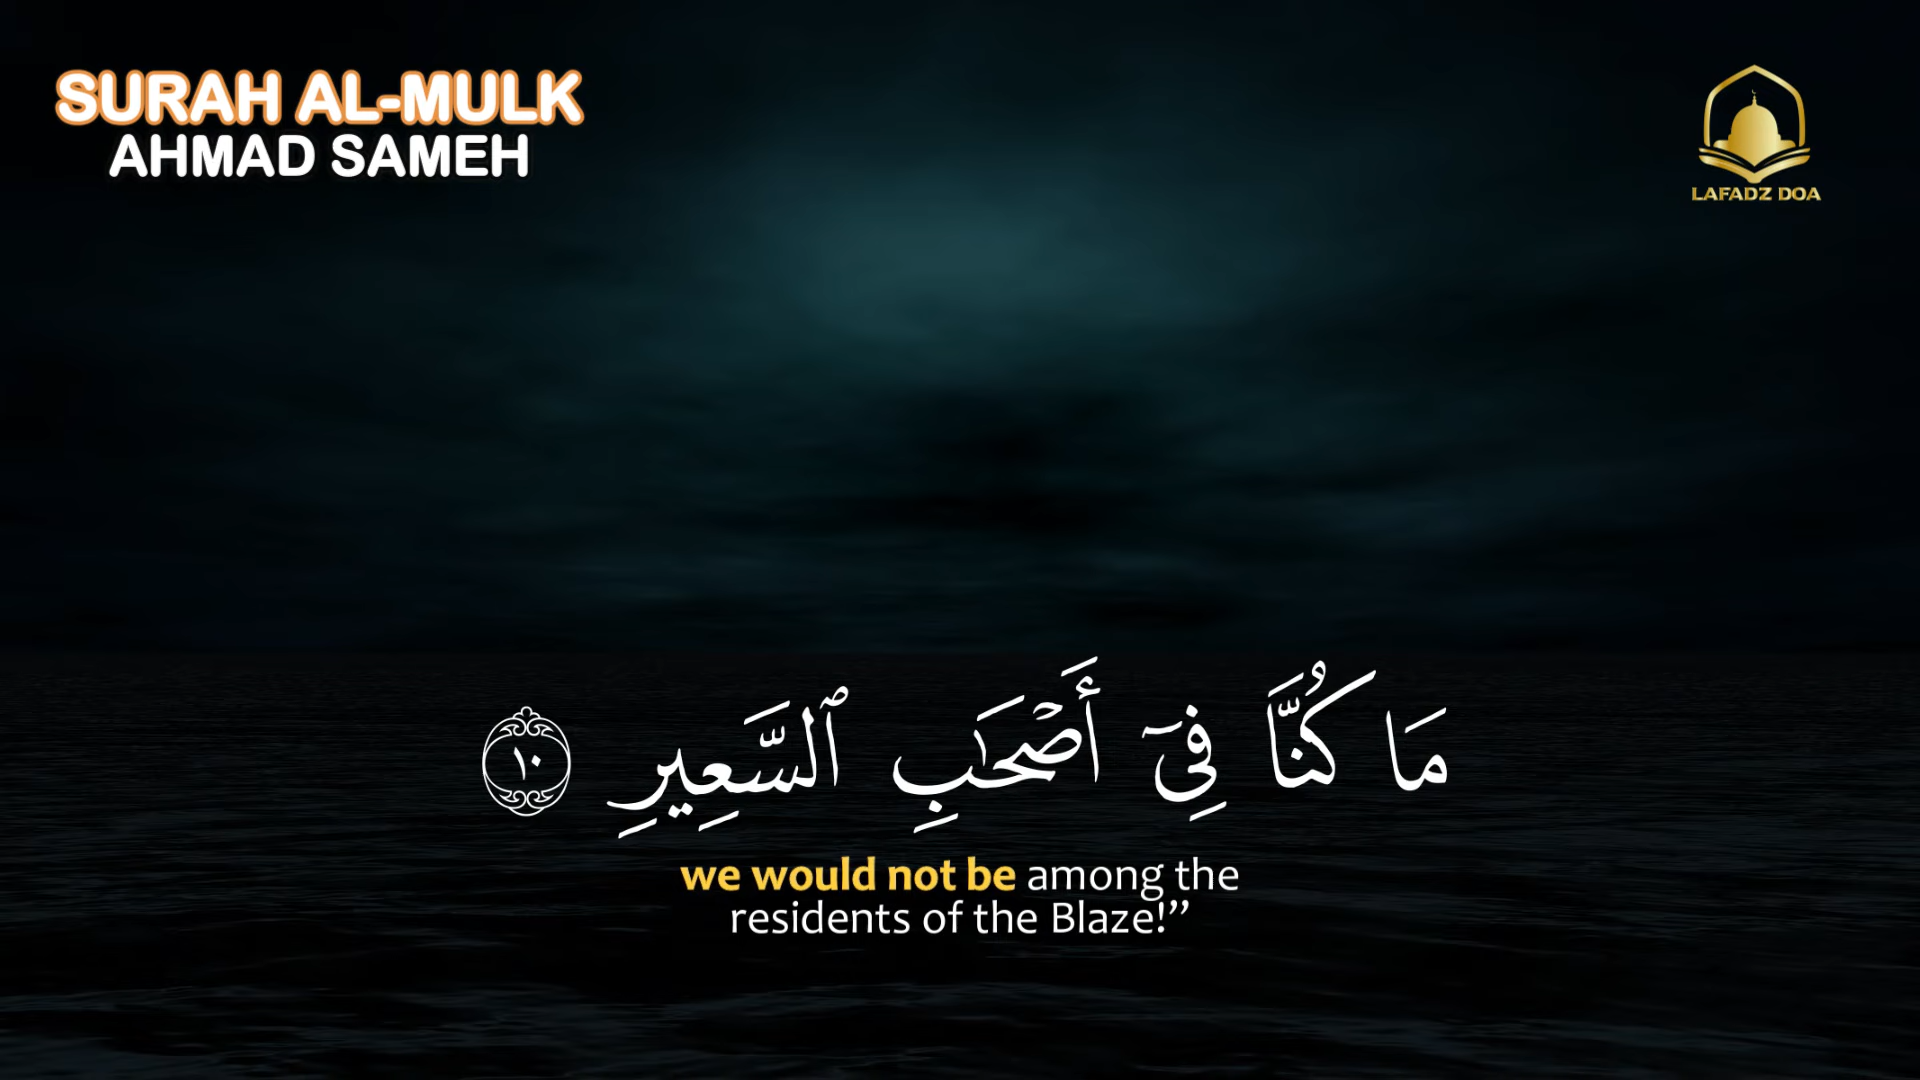 SURAH AL-MULK
AHMAD SAMEH
LAFADZ DOA
مَا كُنَّا فِىٓ أَصْحَـٰبِ ٱلسَّعِيرِ ١٠
we would not be among the
residents of the Blaze!”